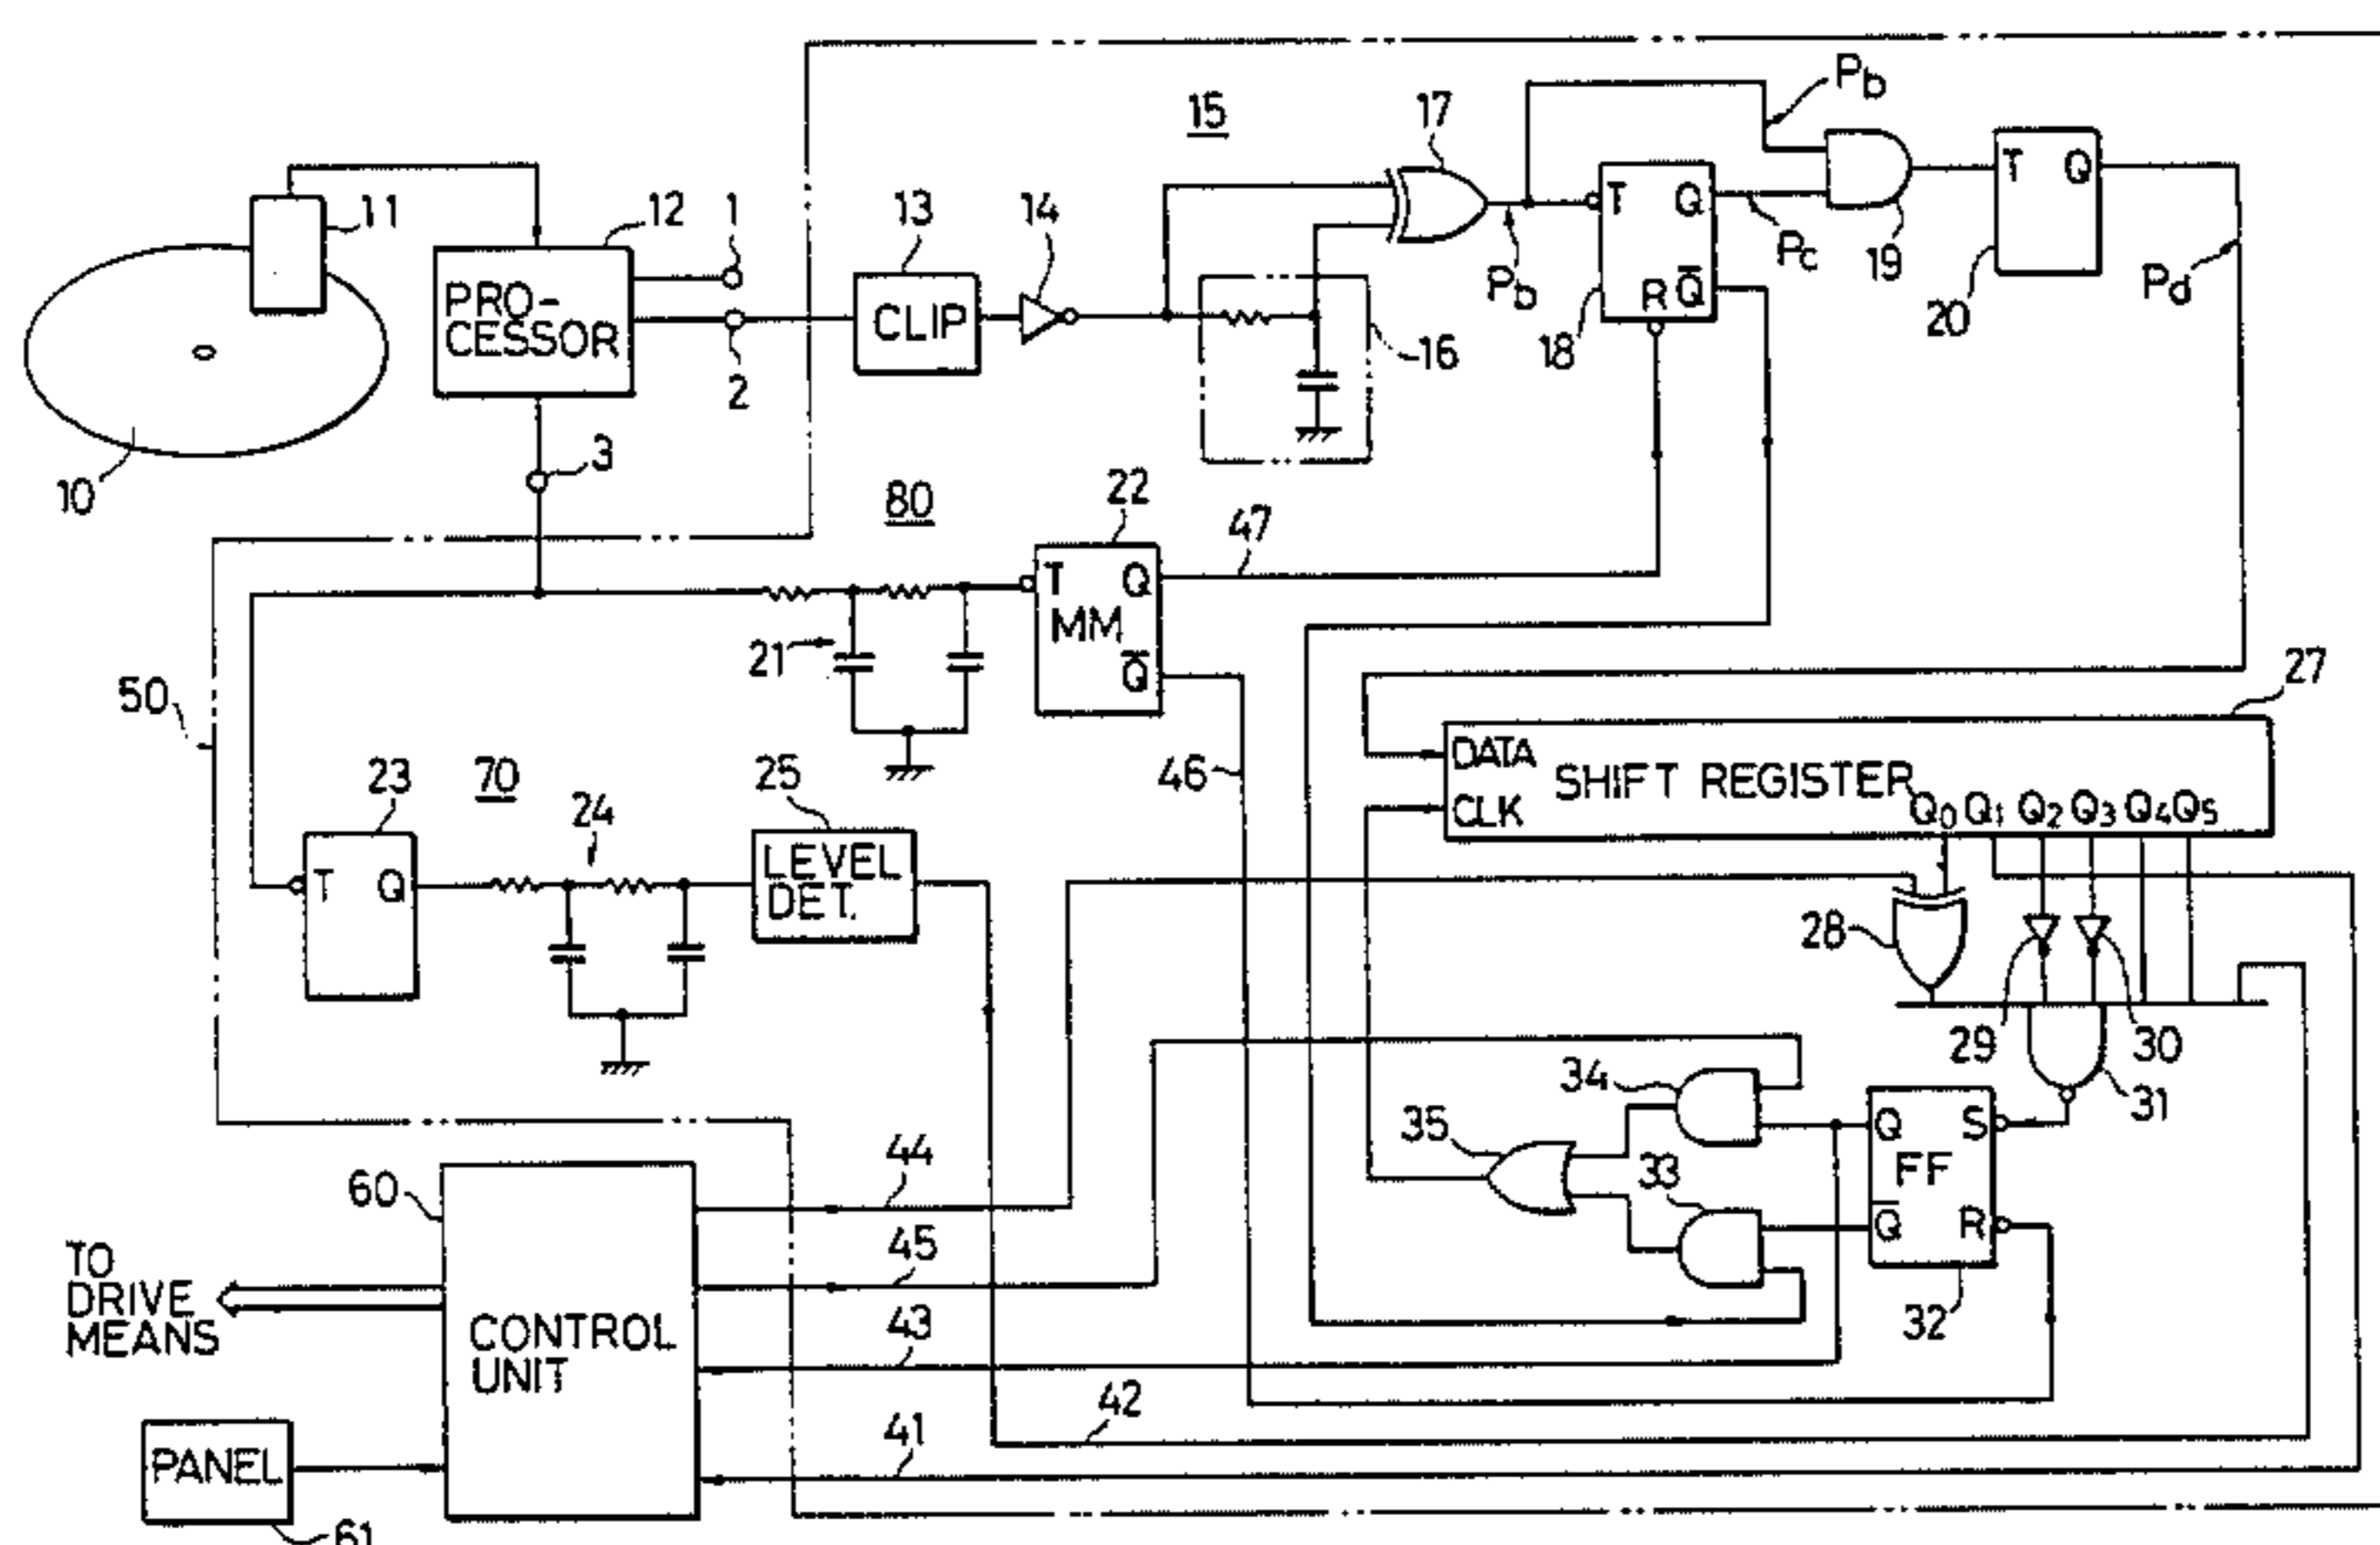 Pb
15
17
11
12
1
13
14
T
Q
T
Q
PRO-
CESSOR
CLIP
Pb
Pc
19
Pd
R
Q̅
20
18
16
2
3
10
80
22
47
T
Q
MM
21
Q̅
27
50
46
DATA
CLK
SHIFT REGISTER
Q0 Q1 Q2 Q3 Q4 Q5
23
70
24
25
T
Q
LEVEL
DET.
28
29
30
31
34
35
33
Q
S
FF
Q̅
R
32
60
44
45
43
42
41
TO
DRIVE
MEANS
CONTROL
UNIT
PANEL
61